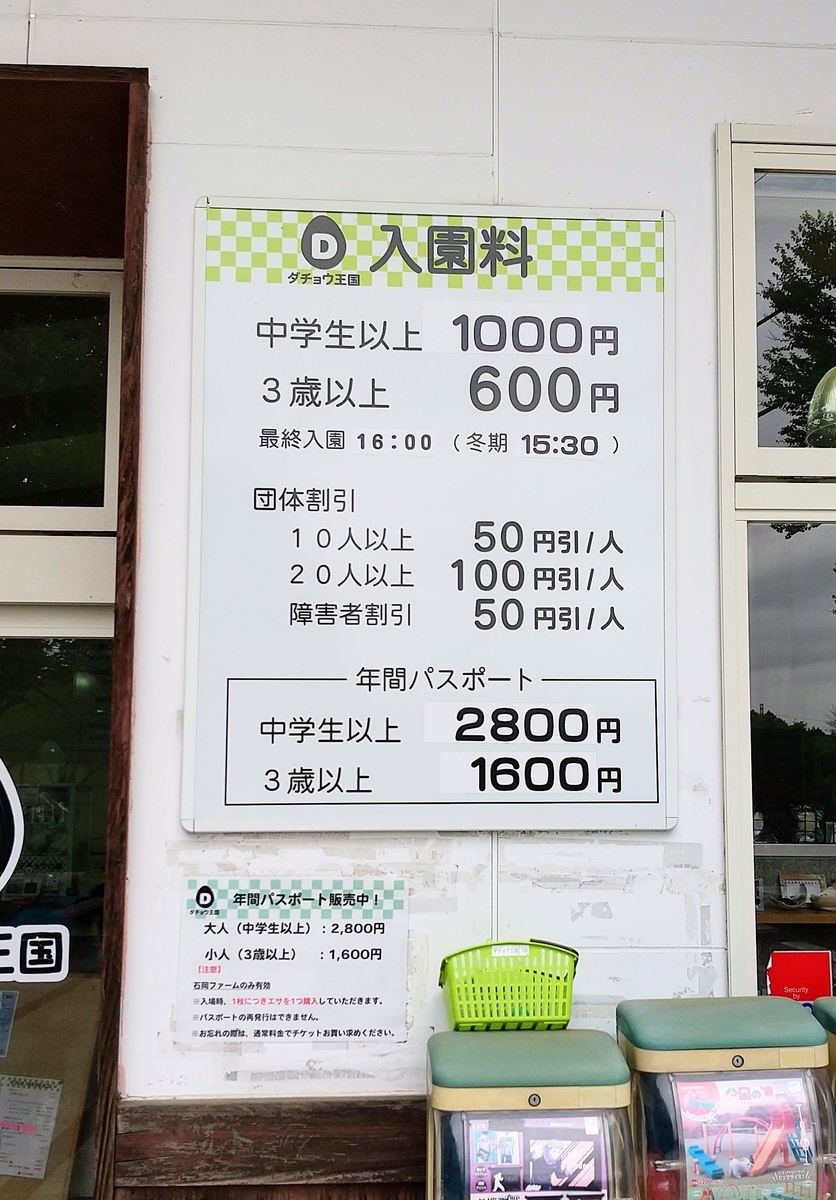 D
ダチョウ王国
入園料
中学生以上 1000円
3歳以上 600円
最終入園 16:00 (冬期 15:30 )
団体割引
10人以上 50円引/人
20人以上 100円引/人
障害者割引 50円引/人
年間パスポート
中学生以上 2800円
3歳以上 1600円
D
ダチョウ王国
年間パスポート販売中！
大人（中学生以上）：2,800円
小人（3歳以上） ：1,600円
【注意】
石岡ファームのみ有効
※入場時、1枚につきエサを1つ購入していただきます。
※パスポートの再発行はできません。
※お忘れの際は、通常料金でチケットお買い求めください。
王国
Security
by